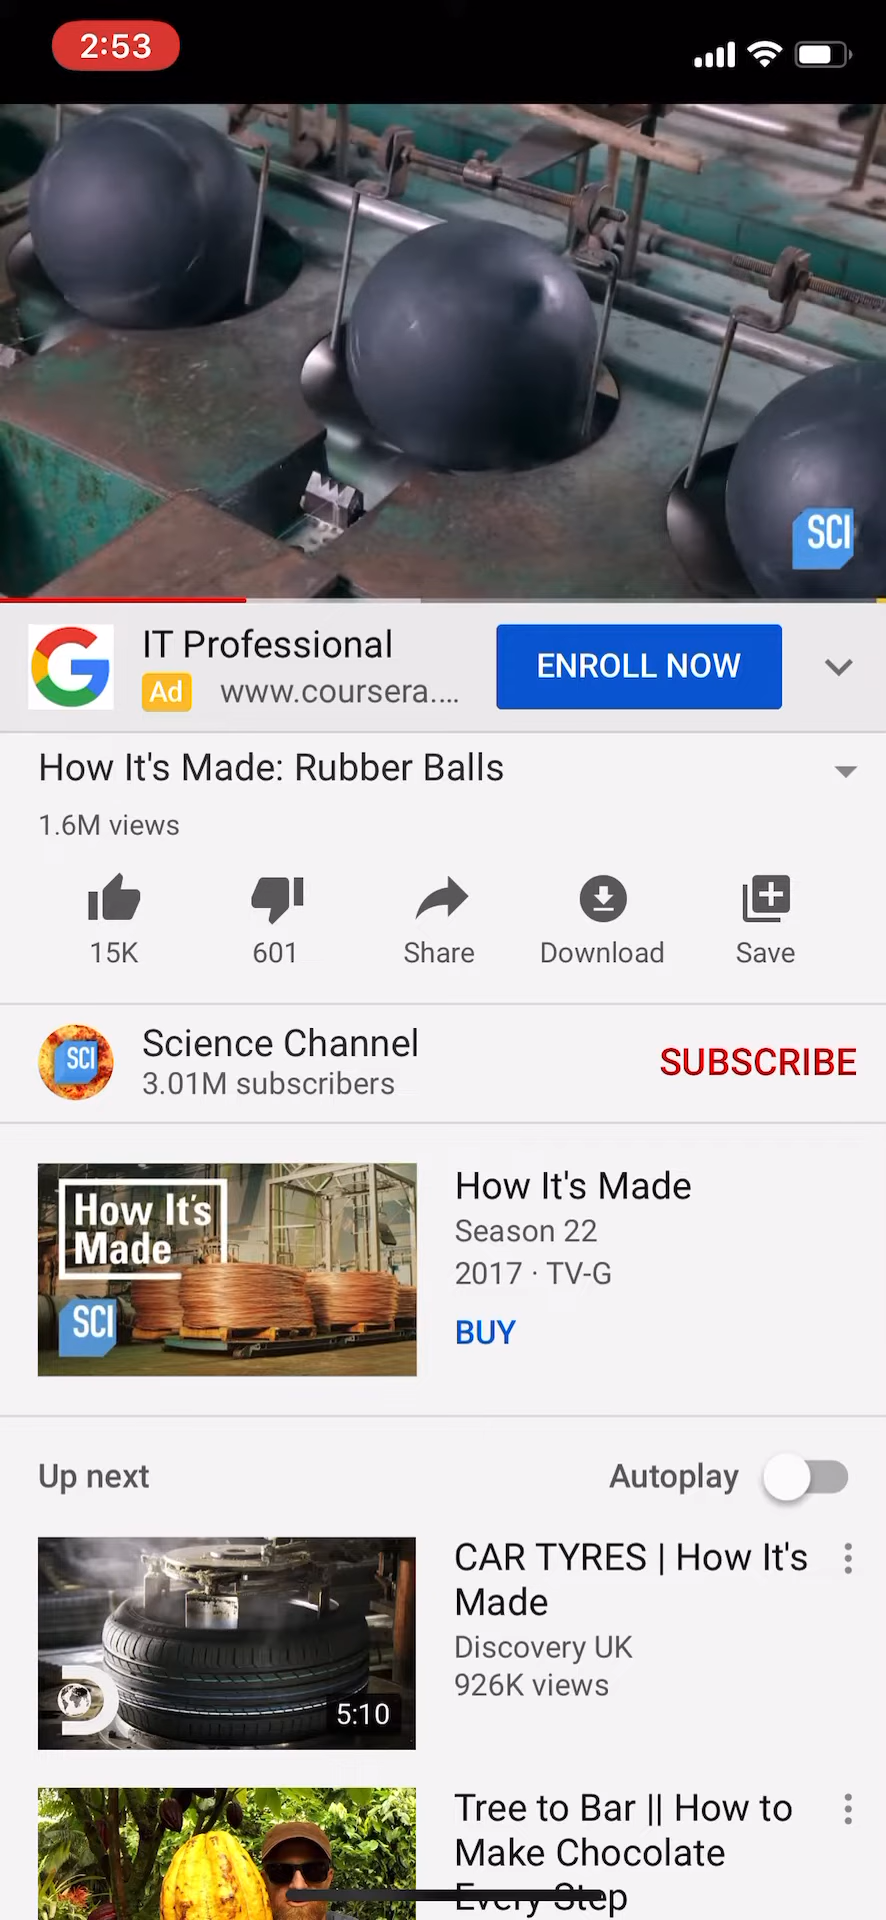 2:53
SCI
IT Professional
ENROLL NOW
Ad www.coursera....
How It's Made: Rubber Balls
1.6M views
15K
601
Share
Download
Save
SCI
Science Channel
3.01M subscribers
SUBSCRIBE
How It's
Made
SCI
How It's Made
Season 22
2017 · TV-G
BUY
Up next
Autoplay
5:10
CAR TYRES | How It's
Made
Discovery UK
926K views
Tree to Bar || How to
Make Chocolate
Every Step